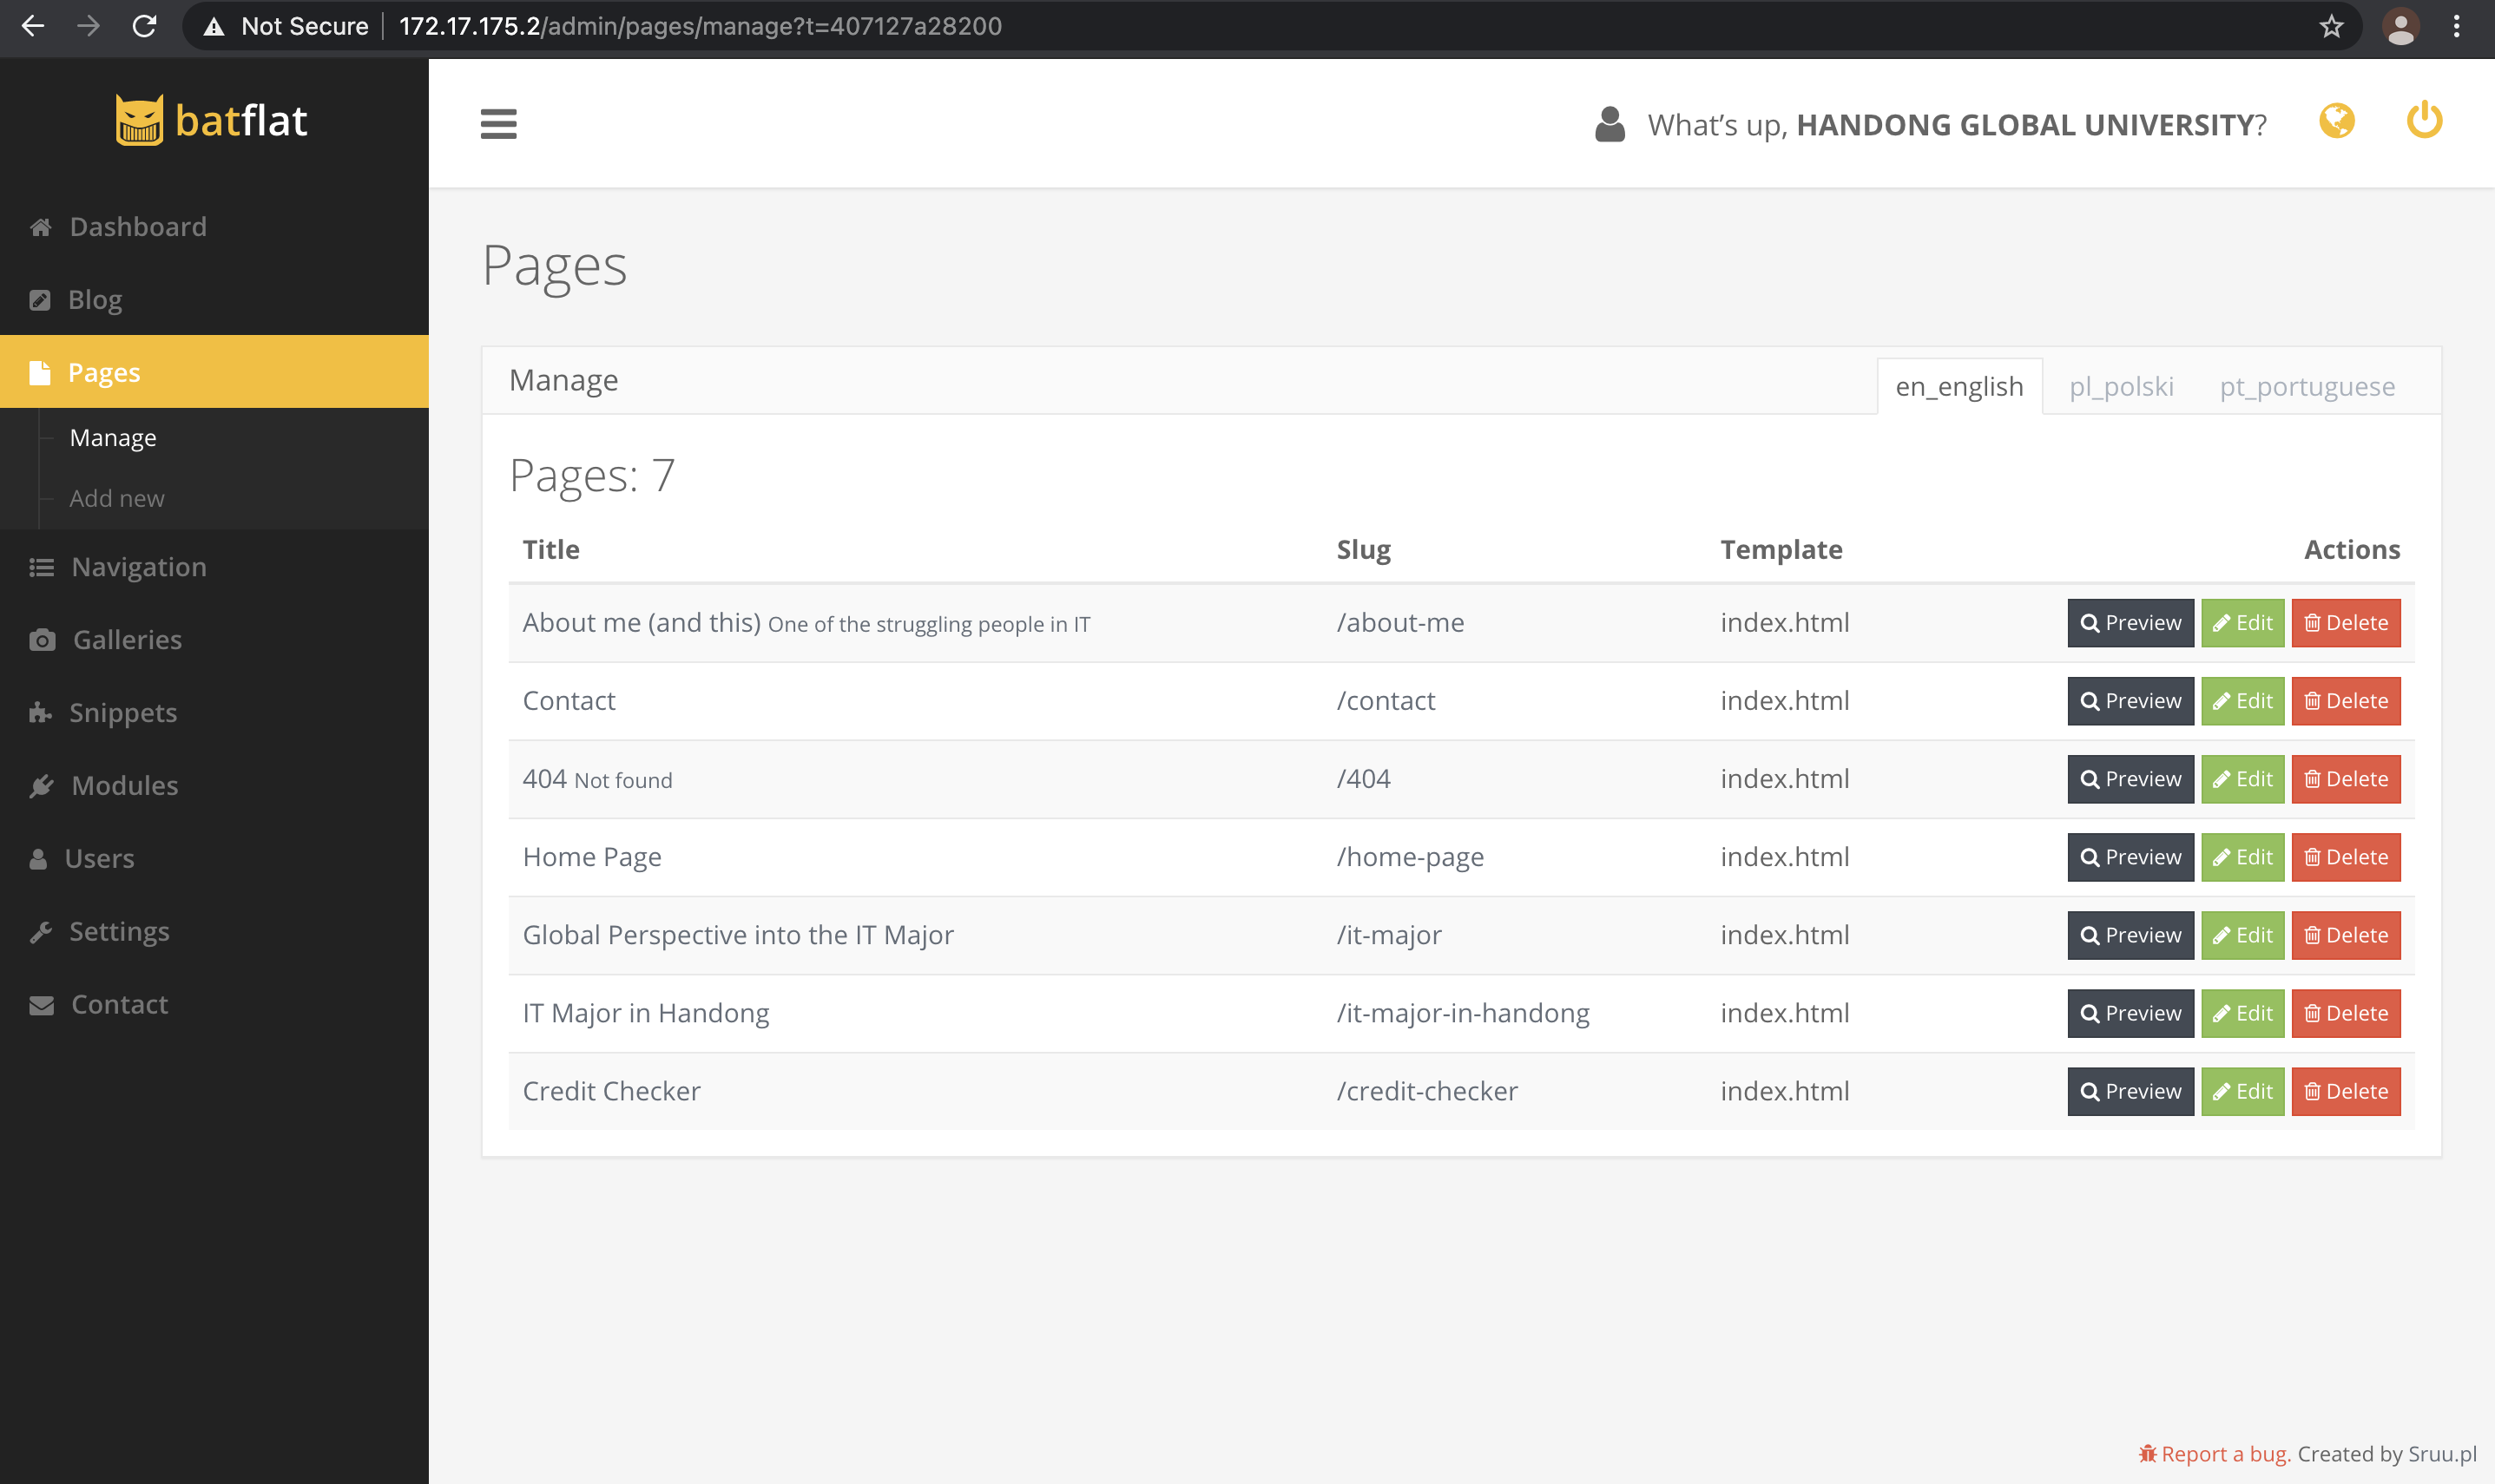 Not Secure | 172.17.175.2/admin/pages/manage?t=407127a28200
batflat
What's up, HANDONG GLOBAL UNIVERSITY?
Dashboard
Blog
Pages
Manage
Add new
Navigation
Galleries
Snippets
Modules
Users
Settings
Contact
Pages
Manage en_english pl_polski pt_portuguese
Pages: 7
Title Slug Template Actions
About me (and this) One of the struggling people in IT /about-me index.html Preview Edit Delete
Contact /contact index.html Preview Edit Delete
404 Not found /404 index.html Preview Edit Delete
Home Page /home-page index.html Preview Edit Delete
Global Perspective into the IT Major /it-major index.html Preview Edit Delete
IT Major in Handong /it-major-in-handong index.html Preview Edit Delete
Credit Checker /credit-checker index.html Preview Edit Delete
Report a bug. Created by Sruu.pl